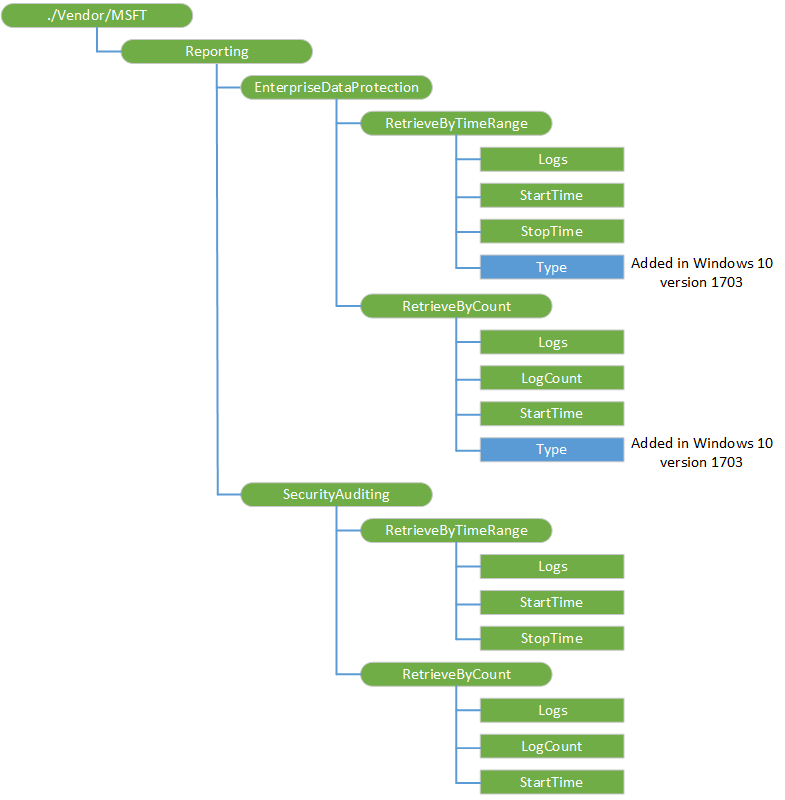 ./Vendor/MSFT
Reporting
EnterpriseDataProtection
RetrieveByTimeRange
Logs
StartTime
StopTime
Type
Added in Windows 10
version 1703
RetrieveByCount
Logs
LogCount
StartTime
Type
Added in Windows 10
version 1703
SecurityAuditing
RetrieveByTimeRange
Logs
StartTime
StopTime
RetrieveByCount
Logs
LogCount
StartTime